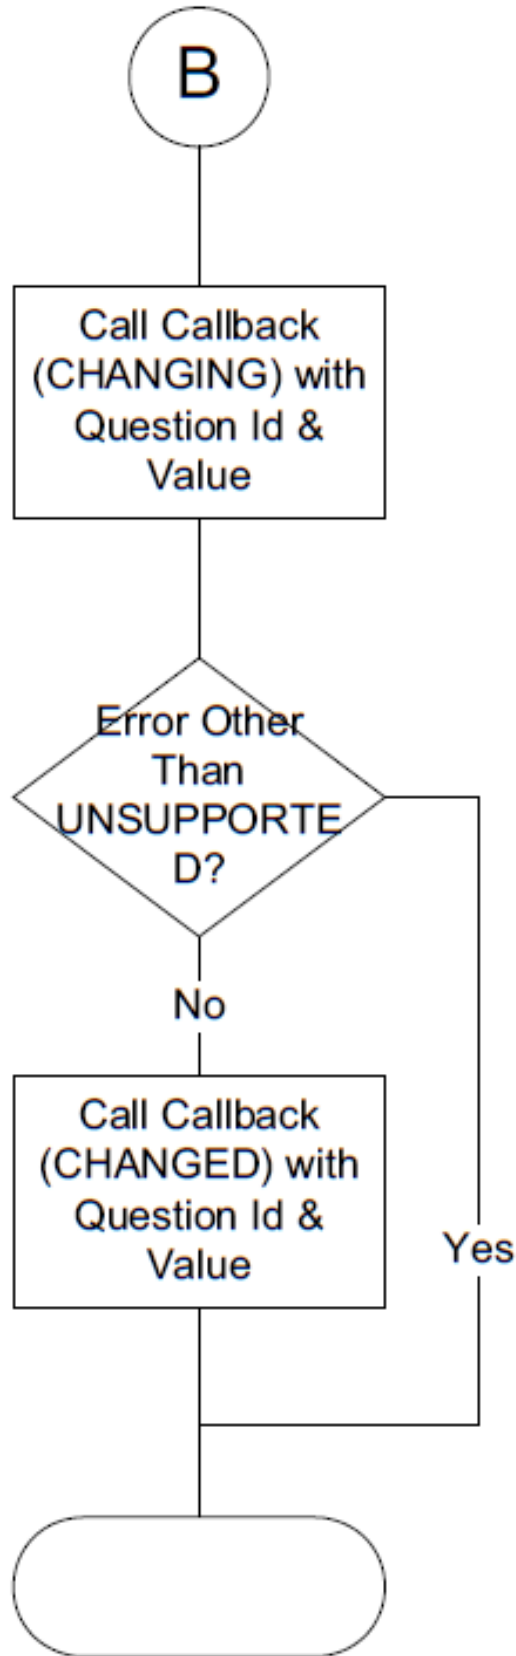 B
Call Callback
(CHANGING) with
Question Id &
Value
Error Other
Than
UNSUPPORTE
D?
No
Call Callback
(CHANGED) with
Question Id &
Value
Yes